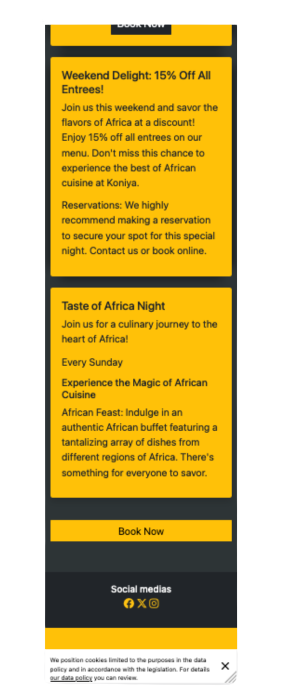 Book Now
Weekend Delight: 15% Off All
Entrees!
Join us this weekend and savor the
flavors of Africa at a discount!
Enjoy 15% off all entrees on our
menu. Don't miss this chance to
experience the best of African
cuisine at Koniya.
Reservations: We highly
recommend making a reservation
to secure your spot for this special
night. Contact us or book online.
Taste of Africa Night
Join us for a culinary journey to the
heart of Africa!
Every Sunday
Experience the Magic of African
Cuisine
African Feast: Indulge in an
authentic African buffet featuring a
tantalizing array of dishes from
different regions of Africa. There's
something for everyone to savor.
Book Now
Social medias
We position cookies limited to the purposes in the data
policy and in accordance with the legislation. For details
our data policy you can review.